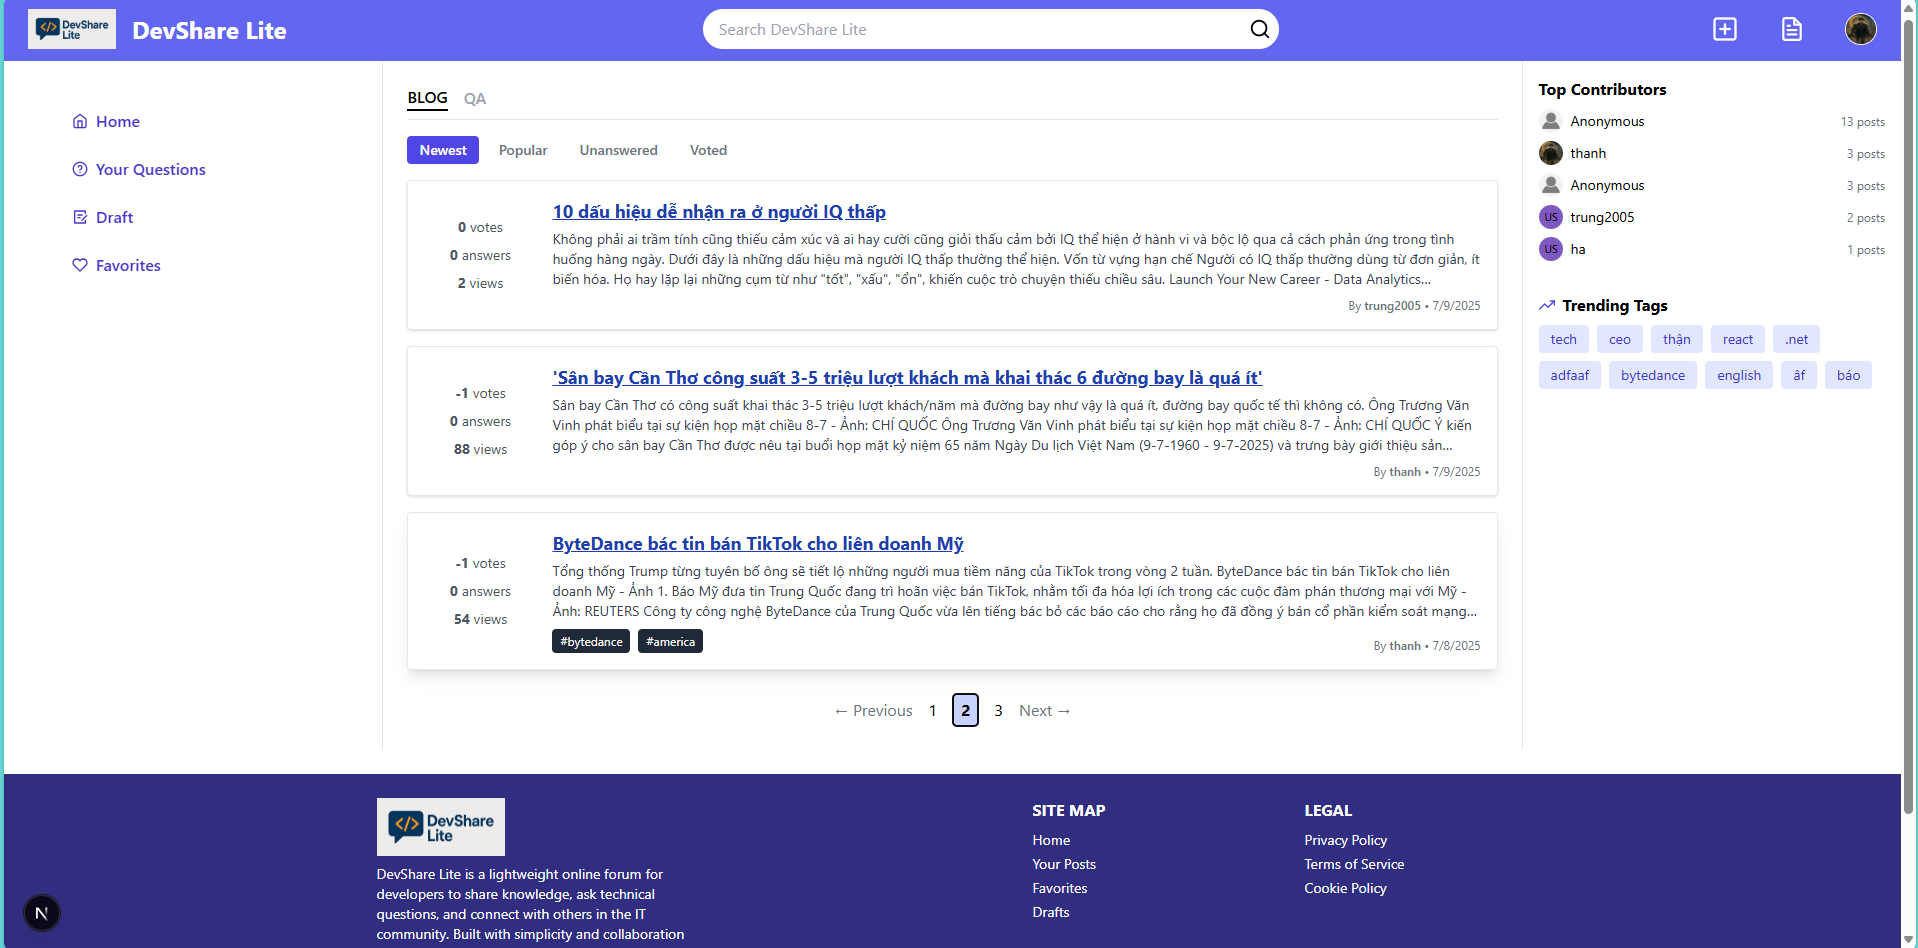 DevShare Lite
DevShare Lite
Search DevShare Lite
Home
Your Questions
Draft
Favorites
BLOG QA
Newest Popular Unanswered Voted
0 votes
0 answers
2 views
10 dấu hiệu dễ nhận ra ở người IQ thấp
Không phải ai trầm tính cũng thiếu cảm xúc và ai hay cười cũng giỏi thấu cảm bởi IQ thể hiện ở hành vi và bộc lộ qua cả cách phản ứng trong tình
huống hàng ngày. Dưới đây là những dấu hiệu mà người IQ thấp thường thể hiện. Vốn từ vựng hạn chế Người có IQ thấp thường dùng từ đơn giản, ít
biến hóa. Họ hay lặp lại những cụm từ như "tốt", "xấu", "ổn", khiến cuộc trò chuyện thiếu chiều sâu. Launch Your New Career - Data Analytics...
By trung2005 • 7/9/2025
-1 votes
0 answers
88 views
'Sân bay Cần Thơ công suất 3-5 triệu lượt khách mà khai thác 6 đường bay là quá ít'
Sân bay Cần Thơ có công suất khai thác 3-5 triệu lượt khách/năm mà đường bay như vậy là quá ít, đường bay quốc tế thì không có. Ông Trương Văn
Vinh phát biểu tại sự kiện họp mặt chiều 8-7 - Ảnh: CHÍ QUỐC Ông Trương Văn Vinh phát biểu tại sự kiện họp mặt chiều 8-7 - Ảnh: CHÍ QUỐC Ý kiến
góp ý cho sân bay Cần Thơ được nêu tại buổi họp mặt kỷ niệm 65 năm Ngày Du lịch Việt Nam (9-7-1960 - 9-7-2025) và trưng bày giới thiệu sản...
By thanh • 7/9/2025
-1 votes
0 answers
54 views
ByteDance bác tin bán TikTok cho liên doanh Mỹ
Tổng thống Trump từng tuyên bố ông sẽ tiết lộ những người mua tiềm năng của TikTok trong vòng 2 tuần. ByteDance bác tin bán TikTok cho liên
doanh Mỹ - Ảnh 1. Báo Mỹ đưa tin Trung Quốc đang trì hoãn việc bán TikTok, nhằm tối đa hóa lợi ích trong các cuộc đàm phán thương mại với Mỹ -
Ảnh: REUTERS Công ty công nghệ ByteDance của Trung Quốc vừa lên tiếng bác bỏ các báo cáo cho rằng họ đã đồng ý bán cổ phần kiểm soát mạng...
#bytedance #america
By thanh • 7/8/2025
← Previous 1 2 3 Next →
Top Contributors
Anonymous 13 posts
thanh 3 posts
Anonymous 3 posts
US trung2005 2 posts
US ha 1 posts
Trending Tags
tech ceo thận react .net
adfaaf bytedance english âf báo
DevShare Lite
DevShare Lite is a lightweight online forum for
developers to share knowledge, ask technical
questions, and connect with others in the IT
community. Built with simplicity and collaboration
SITE MAP
Home
Your Posts
Favorites
Drafts
LEGAL
Privacy Policy
Terms of Service
Cookie Policy
N